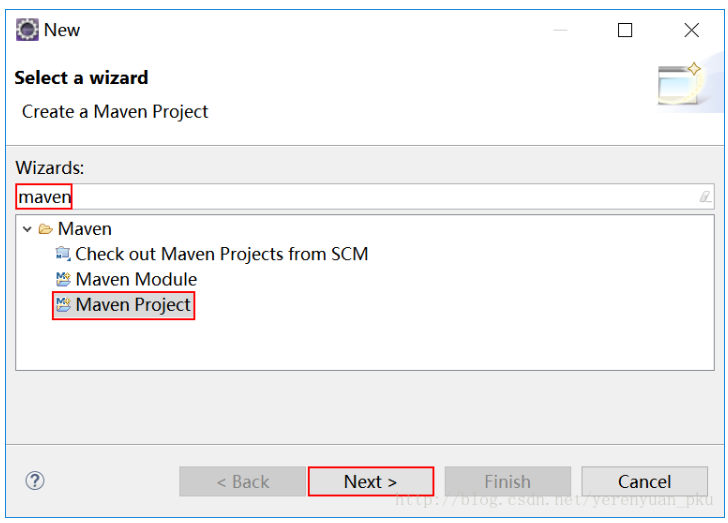 New
Select a wizard
Create a Maven Project
Wizards:
maven
Maven
Check out Maven Projects from SCM
Maven Module
Maven Project
? < Back Next > Finish Cancel
http://blog.csdn.net/yerenyuan_pku